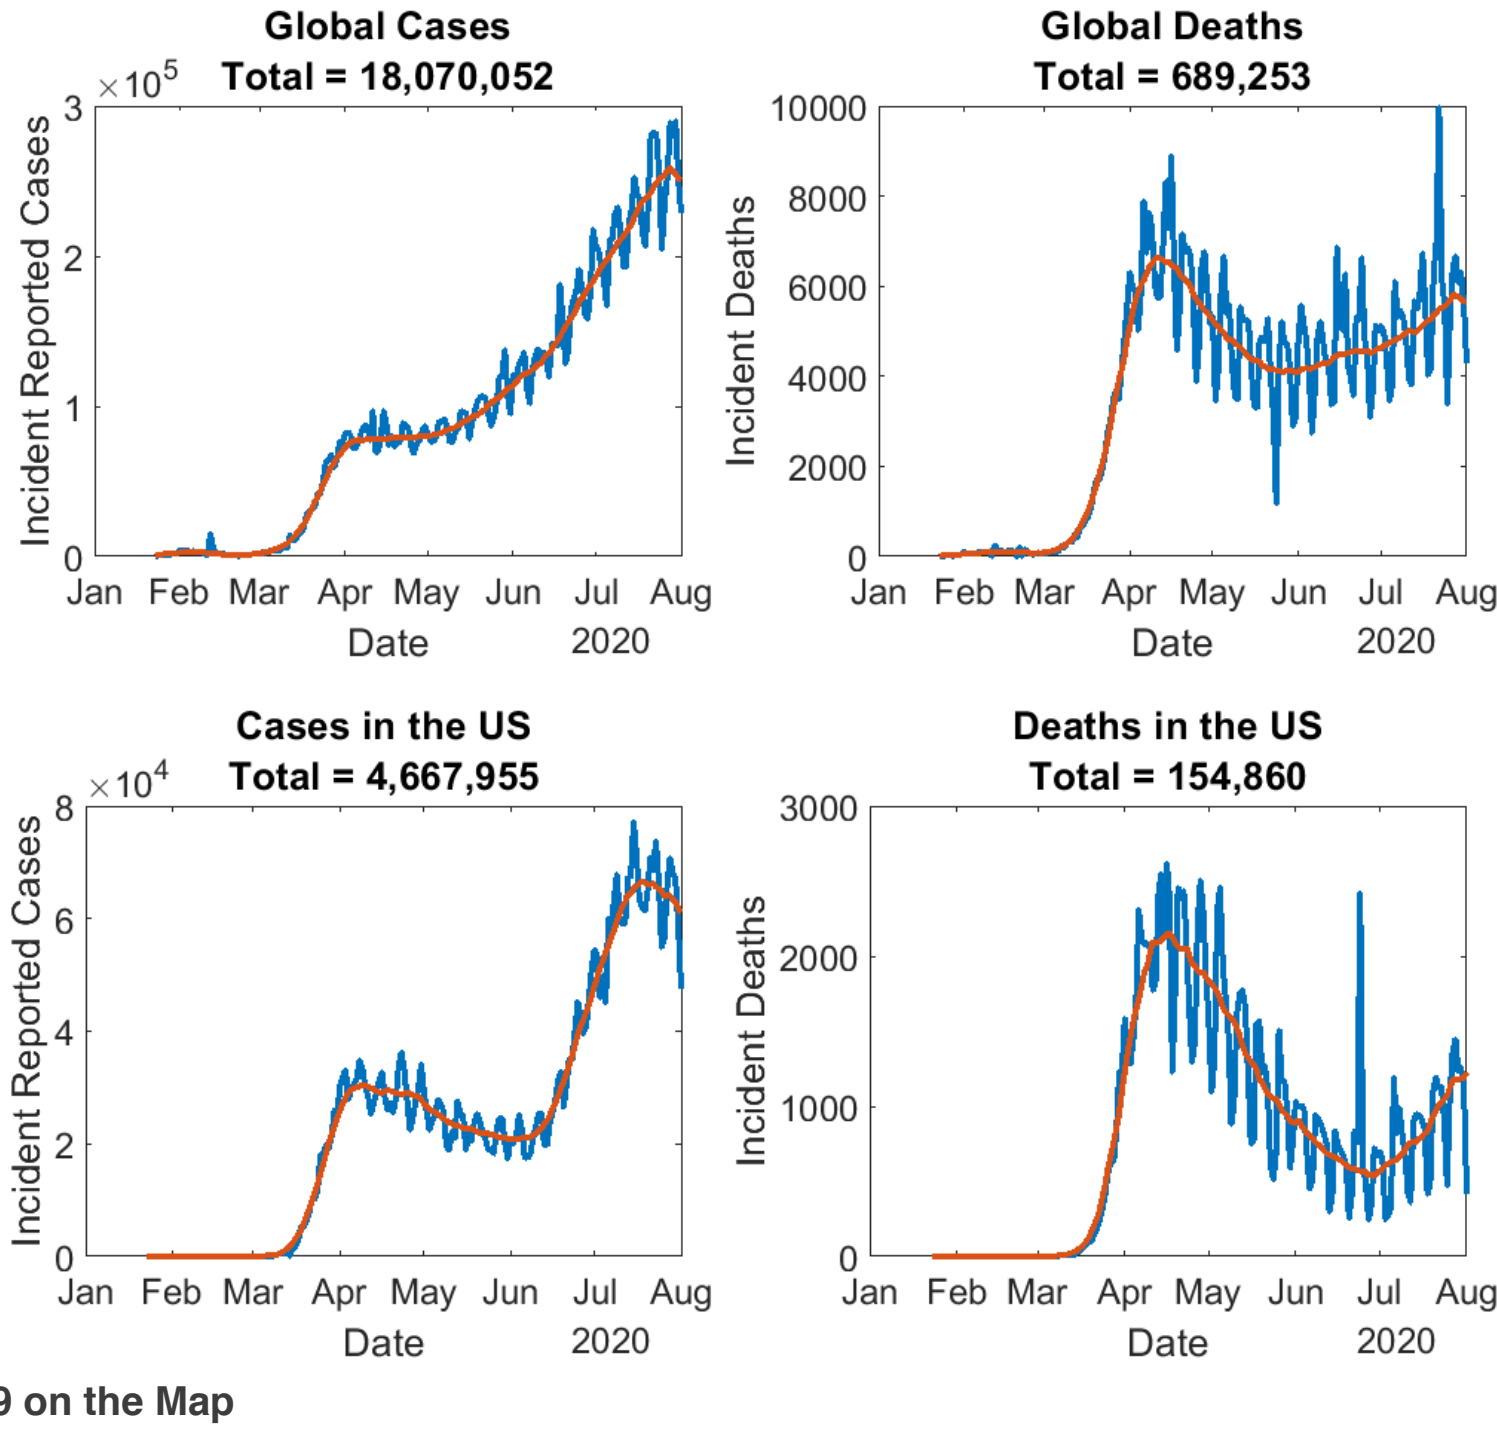 Global Cases
Total = 18,070,052
×10^5
3
2
1
0
Incident Reported Cases
Jan Feb Mar Apr May Jun Jul Aug
Date 2020
Global Deaths
Total = 689,253
10000
8000
6000
4000
2000
0
Incident Deaths
Jan Feb Mar Apr May Jun Jul Aug
Date 2020
Cases in the US
Total = 4,667,955
×10^4
8
6
4
2
0
Incident Reported Cases
Jan Feb Mar Apr May Jun Jul Aug
Date 2020
Deaths in the US
Total = 154,860
3000
2000
1000
0
Incident Deaths
Jan Feb Mar Apr May Jun Jul Aug
Date 2020
9 on the Map